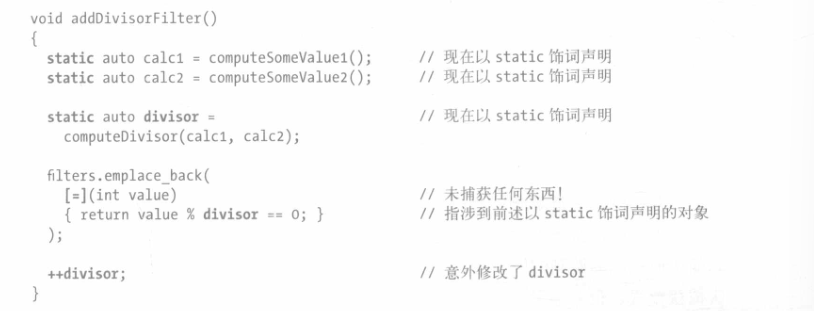 void addDivisorFilter()
{
static auto calc1 = computeSomeValue1(); // 现在以 static 饰词声明
static auto calc2 = computeSomeValue2(); // 现在以 static 饰词声明
static auto divisor = // 现在以 static 饰词声明
computeDivisor(calc1, calc2);
filters.emplace_back(
[=](int value) // 未捕获任何东西！
{ return value % divisor == 0; } // 指涉到前述以 static 饰词声明的对象
);
++divisor; // 意外修改了 divisor
}